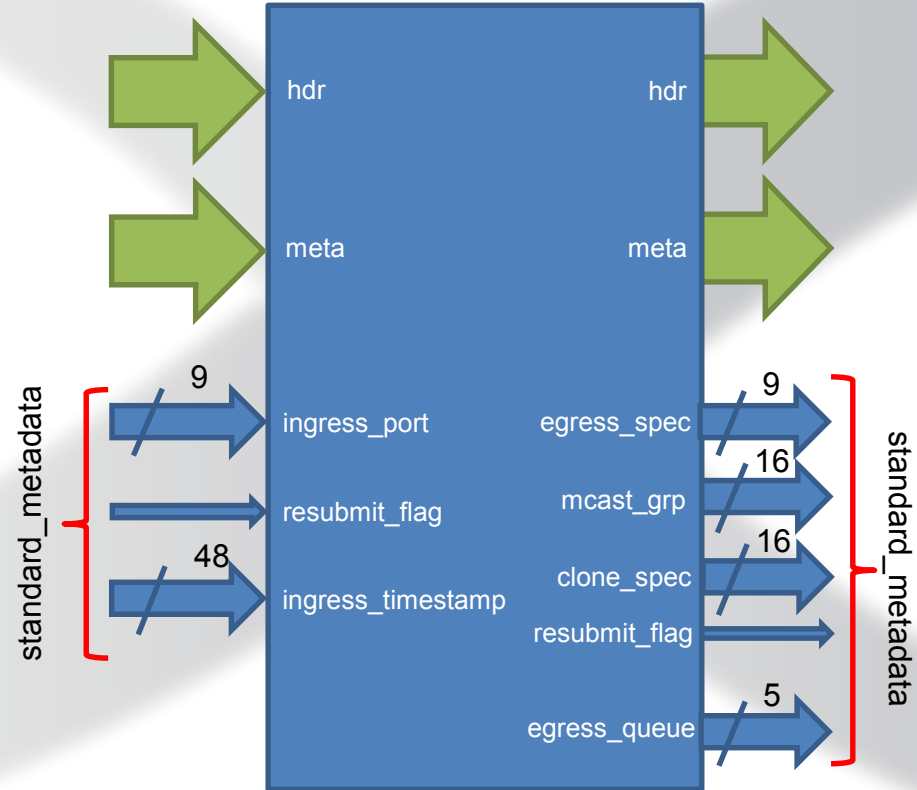 hdr
hdr
meta
meta
standard_metadata
9
ingress_port
resubmit_flag
48
ingress_timestamp
9
egress_spec
16
mcast_grp
16
clone_spec
resubmit_flag
5
egress_queue
standard_metadata